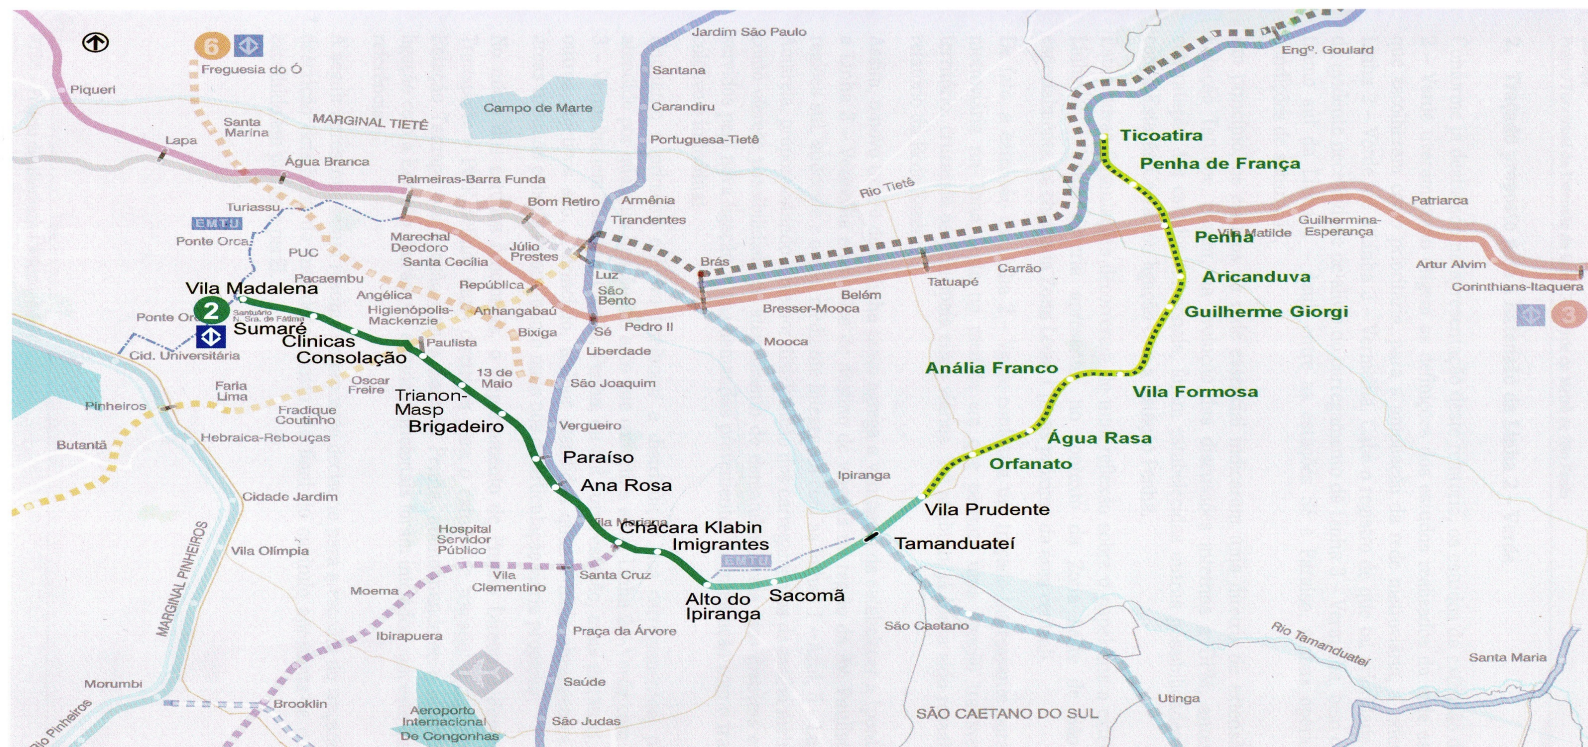 Jardim São Paulo
6
Engº. Goulard
Freguesia do Ó
Santana
Piqueri
Campo de Marte
Carandiru
Santa
Marina
MARGINAL TIETÊ
Ticoatira
Lapa
Portuguesa-Tietê
Água Branca
Penha de França
Palmeiras-Barra Funda
Rio Tietê
Bom Retiro
Armênia
Patriarca
Turiassu
Tirandentes
EMTU
Guilhermina-
Esperança
Ponte Orca
Marechal
Deodoro
Júlio
Prestes
Penha
Vila Matilde
PUC
Santa Cecília
Brás
Artur Alvim
Carrão
Pacaembu
Luz
Tatuapé
Aricanduva
Vila Madalena
República
São
Bento
Belém
Corinthians-Itaquera
Angélica
Higienópolis-
Mackenzie
Anhangabaú
Bresser-Mooca
Guilherme Giorgi
2
Ponte Orc
Santuário
N. Sra. de Fátima
3
Sumaré
Bixiga
Sé
Pedro II
Clínicas
Paulista
Mooca
Cid. Universitária
Consolação
Liberdade
Anália Franco
13 de
Maio
Oscar
Freire
São Joaquim
Faria
Lima
Trianon-
Masp
Vila Formosa
Pinheiros
Fradique
Coutinho
Brigadeiro
Vergueiro
Hebraica-Rebouças
Água Rasa
Butantã
Paraíso
Orfanato
Ipiranga
Ana Rosa
Cidade Jardim
Vila Prudente
Vila Mariana
Chácara Klabin
Hospital
Servidor
Público
Imigrantes
Tamanduateí
Vila Olímpia
EMTU
MARGINAL PINHEIROS
Vila
Clementino
Santa Cruz
Moema
Alto do
Ipiranga
Sacomã
São Caetano
Ibirapuera
Praça da Árvore
Rio Tamanduateí
Santa Maria
Morumbi
Saúde
Utinga
Brooklin
Aeroporto
Internacional
De Congonhas
São Judas
SÃO CAETANO DO SUL
Rio Pinheiros